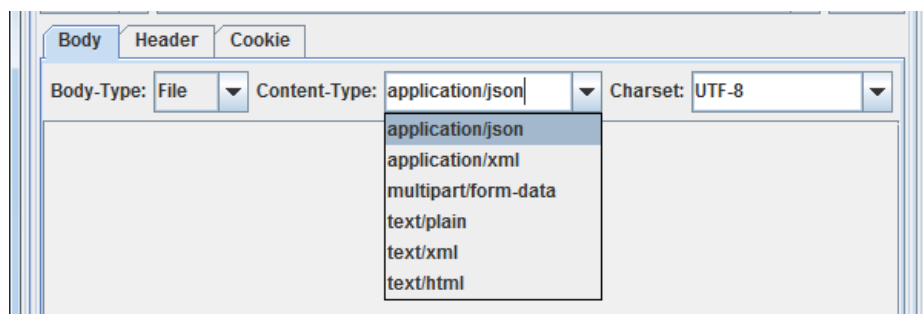 Body Header Cookie
Body-Type: File Content-Type: application/json Charset: UTF-8
application/json
application/xml
multipart/form-data
text/plain
text/xml
text/html